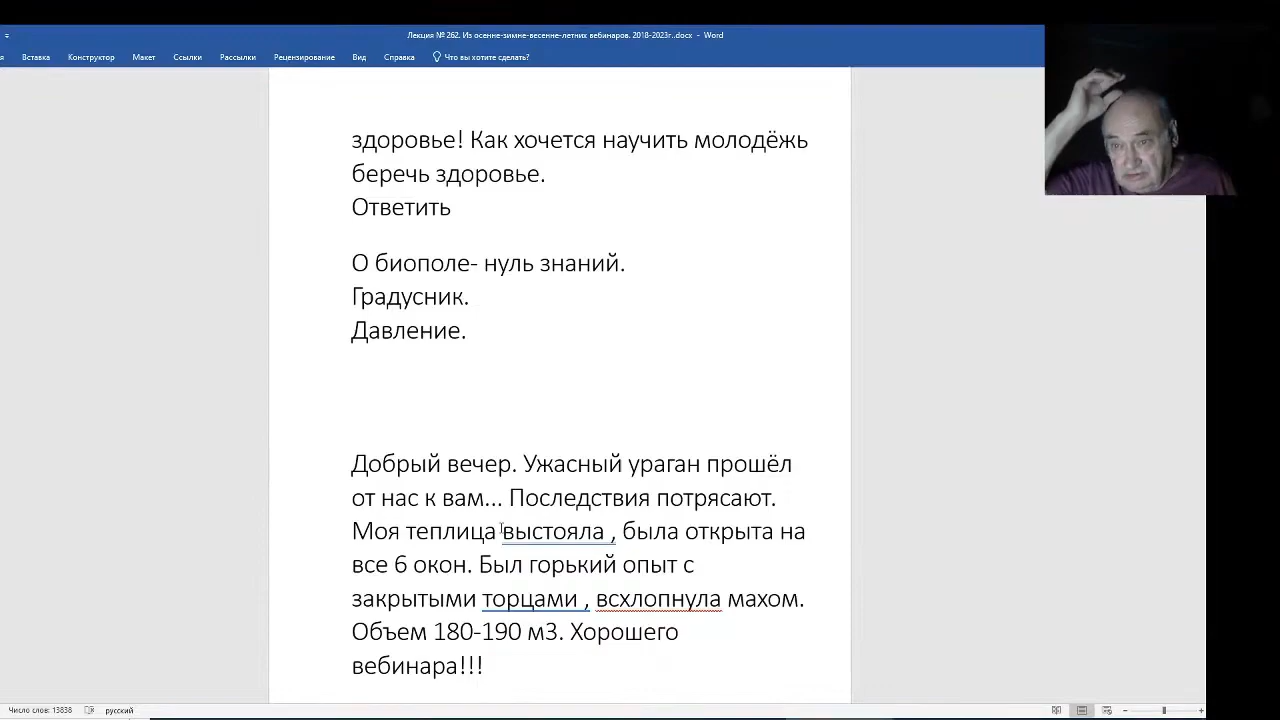 Лекция № 262. Из осенне-зимне-весенне-летних вебинаров. 2018-2023г..docx - Word
я Вставка Конструктор Макет Ссылки Рассылки Рецензирование Вид Справка Что вы хотите сделать?
здоровье! Как хочется научить молодёжь
беречь здоровье.
Ответить
О биополе- нуль знаний.
Градусник.
Давление.
Добрый вечер. Ужасный ураган прошёл
от нас к вам... Последствия потрясают.
Моя теплица выстояла , была открыта на
все 6 окон. Был горький опыт с
закрытыми торцами , всхлопнула махом.
Объем 180-190 м3. Хорошего
вебинара!!!
Число слов: 13838 русский